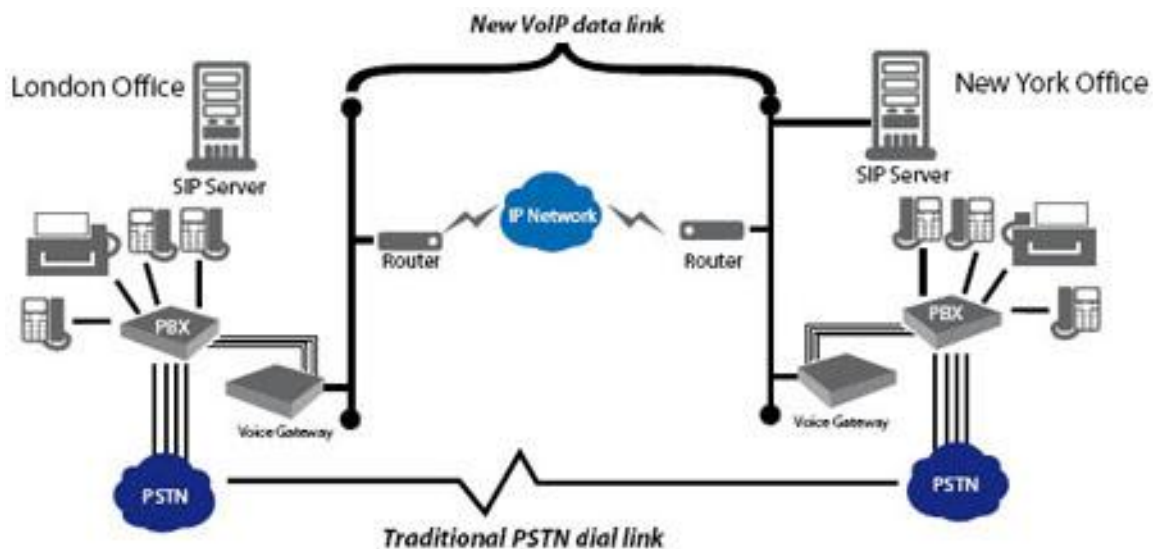 New VoIP data link
London Office
New York Office
SIP Server
SIP Server
IP Network
Router
Router
PBX
PBX
Voice Gateway
Voice Gateway
PSTN
PSTN
Traditional PSTN dial link